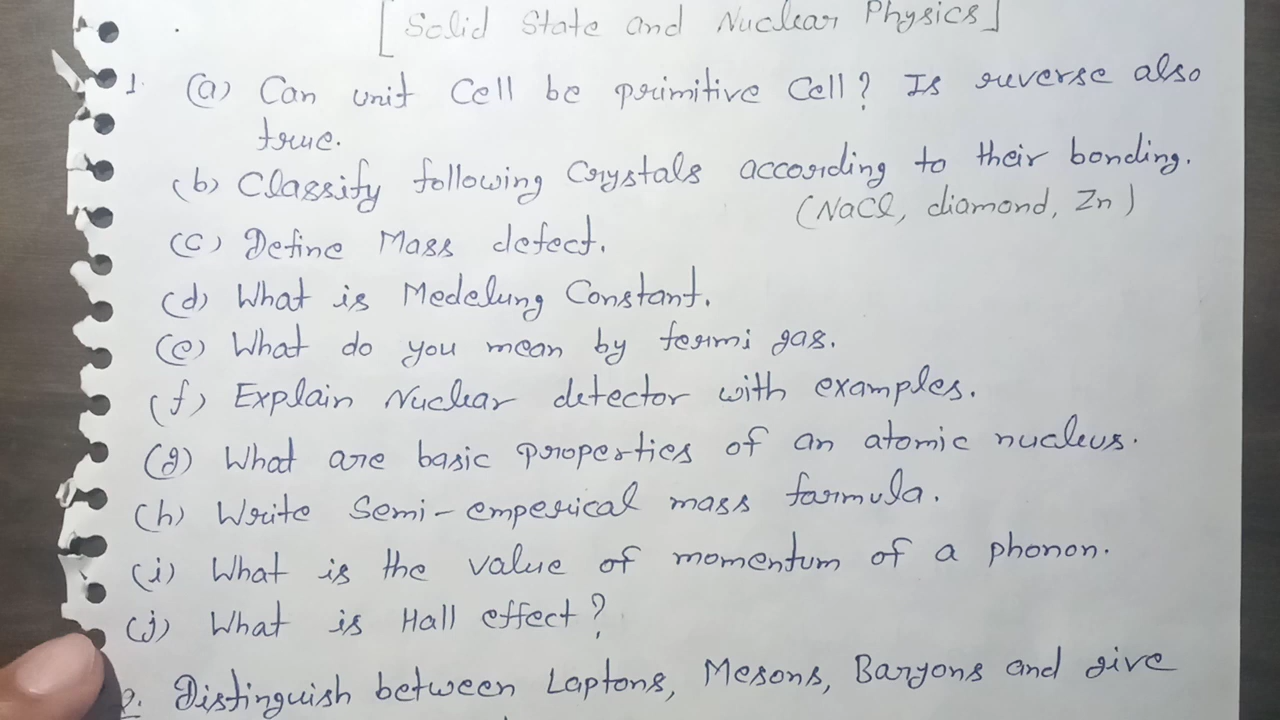 [Solid State and Nuclear Physics]
1. (a) Can unit Cell be primitive Cell? Is reverse also
true.
(b) Classify following Crystals according to their bonding.
(NaCl, diamond, Zn)
(c) Define Mass defect.
(d) What is Medelung Constant.
(e) What do you mean by fermi gas.
(f) Explain Nuclear detector with examples.
(g) What are basic properties of an atomic nucleus.
(h) Write Semi-emperical mass formula.
(i) What is the value of momentum of a phonon.
(j) What is Hall effect?
2. Distinguish between Laptons, Mesons, Baryons and give